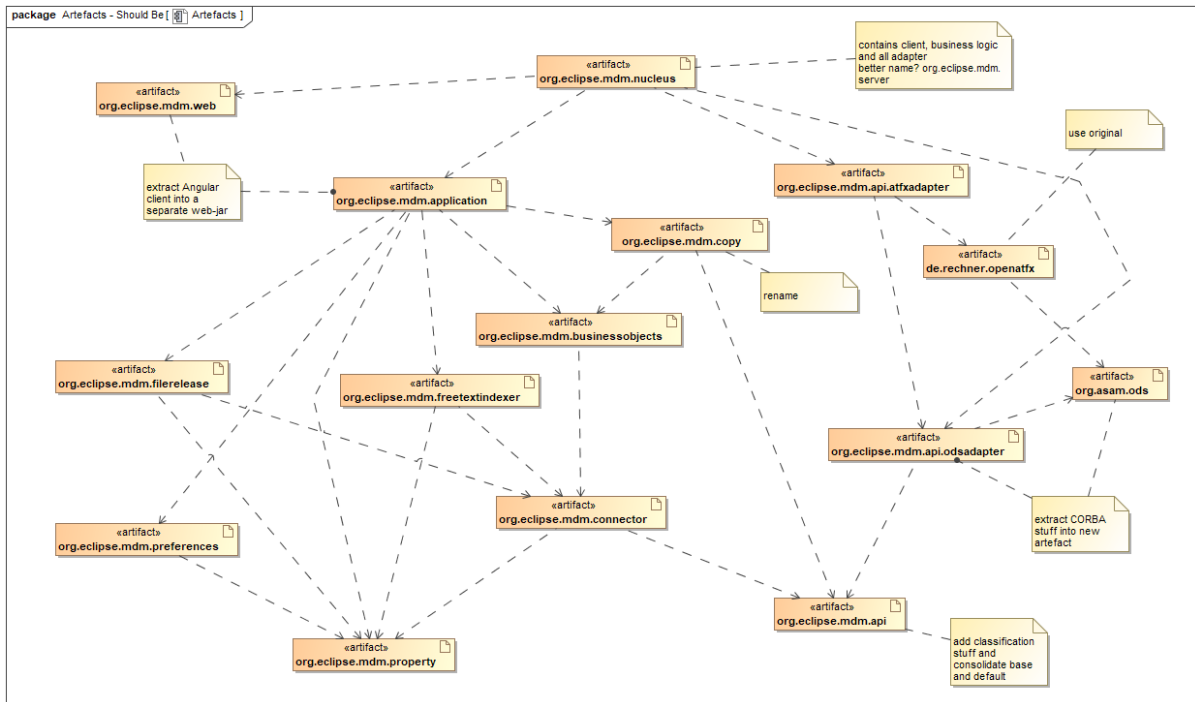 package Artefacts - Should Be [ Artefacts ]
contains client, business logic
and all adapter
better name? org.eclipse.mdm.
server
«artifact»
org.eclipse.mdm.nucleus
«artifact»
org.eclipse.mdm.web
use original
extract Angular
client into a
separate web-jar
«artifact»
org.eclipse.mdm.application
«artifact»
org.eclipse.mdm.api.atfxadapter
«artifact»
org.eclipse.mdm.copy
«artifact»
de.rechner.openatfx
rename
«artifact»
org.eclipse.mdm.businessobjects
«artifact»
org.eclipse.mdm.filerelease
«artifact»
org.eclipse.mdm.freetextindexer
«artifact»
org.asam.ods
«artifact»
org.eclipse.mdm.api.odsadapter
«artifact»
org.eclipse.mdm.connector
extract CORBA
stuff into new
artefact
«artifact»
org.eclipse.mdm.preferences
«artifact»
org.eclipse.mdm.api
add classification
stuff and
consolidate base
and default
«artifact»
org.eclipse.mdm.property